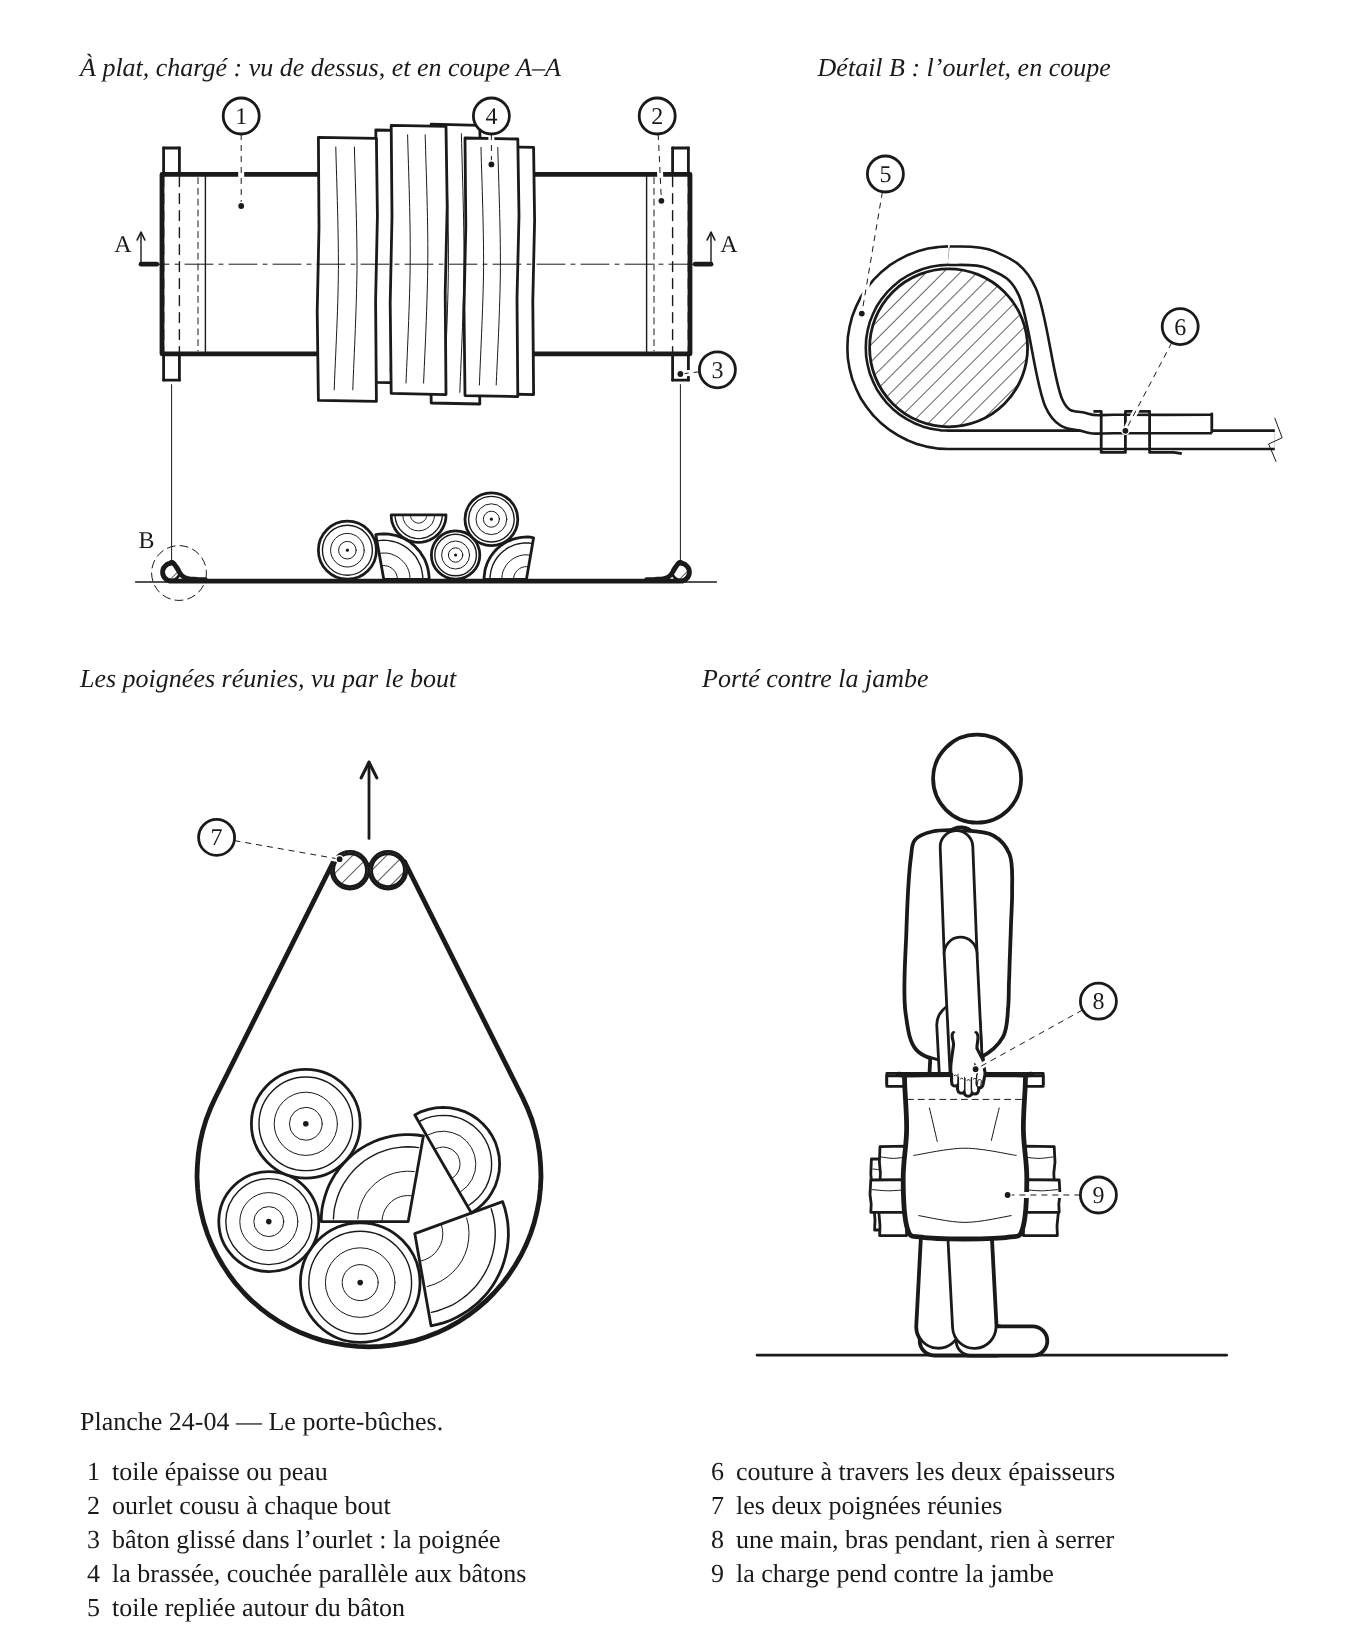 À plat, chargé : vu de dessus, et en coupe A–A
Détail B : l’ourlet, en coupe
1
4
2
5
A
A
6
3
B
Les poignées réunies, vu par le bout
Porté contre la jambe
7
8
9
Planche 24-04 — Le porte-bûches.
1 toile épaisse ou peau
2 ourlet cousu à chaque bout
3 bâton glissé dans l’ourlet : la poignée
4 la brassée, couchée parallèle aux bâtons
5 toile repliée autour du bâton
6 couture à travers les deux épaisseurs
7 les deux poignées réunies
8 une main, bras pendant, rien à serrer
9 la charge pend contre la jambe